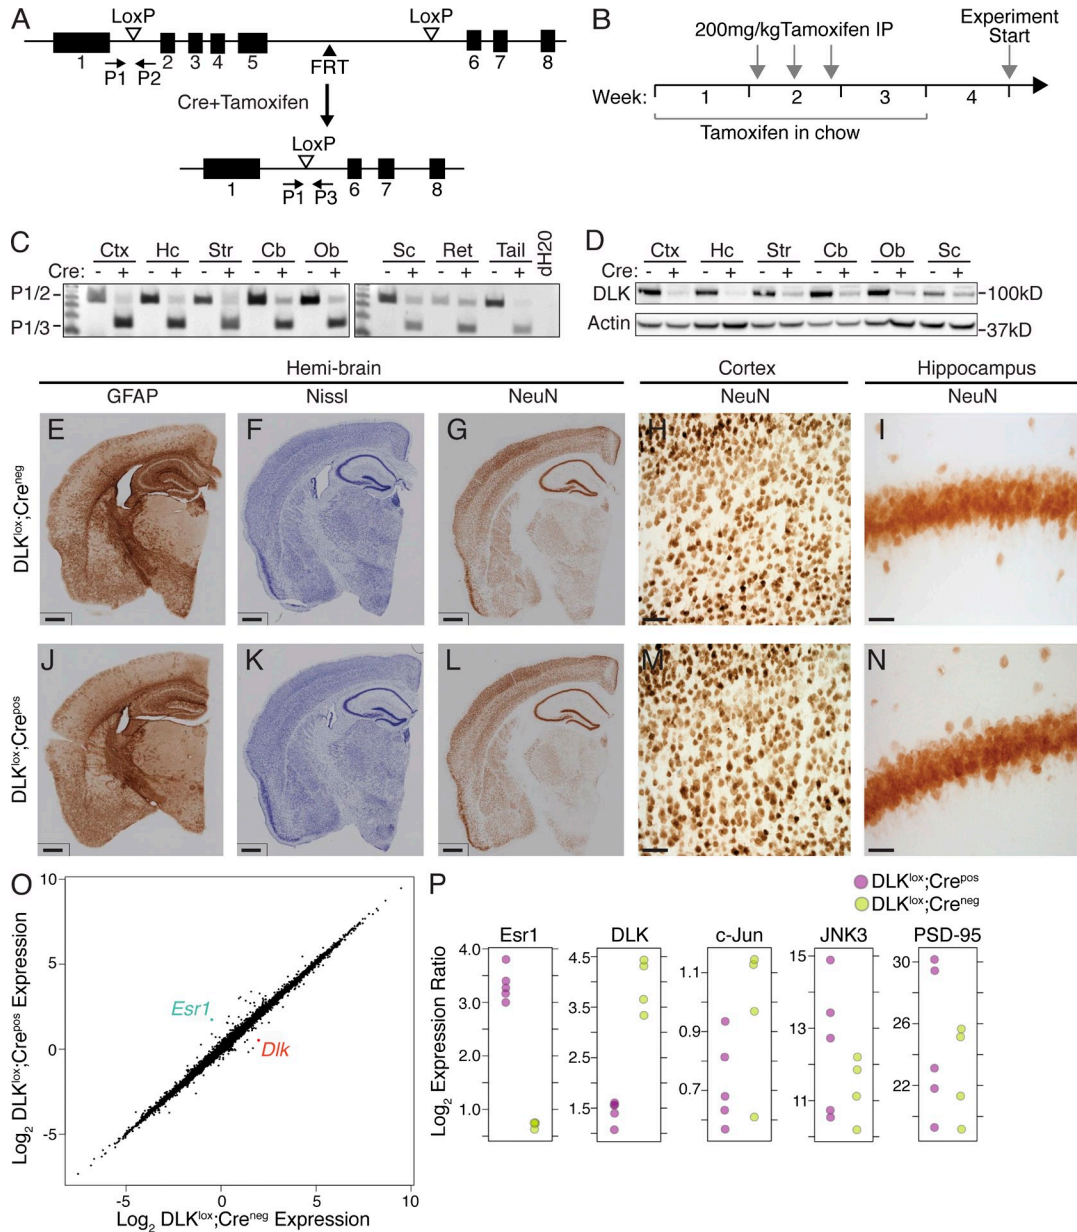 A
LoxP
LoxP
1
P1
P2
2
3
4
5
FRT
6
7
8
Cre+Tamoxifen
LoxP
1
P1
P3
6
7
8
B
200mg/kgTamoxifen IP
Experiment
Start
Week:
1
2
3
4
Tamoxifen in chow
C
Ctx Hc Str Cb Ob Sc Ret Tail dH20
Cre: - + - + - + - + - + - + - + - +
P1/2
P1/3
D
Ctx Hc Str Cb Ob Sc
Cre: - + - + - + - + - + - +
DLK
-100kD
Actin
-37kD
Hemi-brain
Cortex
Hippocampus
GFAP
Nissl
NeuN
NeuN
NeuN
DLKlox;Creneg
E
F
G
H
I
DLKlox;Crepos
J
K
L
M
N
O
Log2 DLKlox;Crepos Expression
10
5
0
-5
Esr1
Dlk
-5
0
5
10
Log2 DLKlox;Creneg Expression
P
DLKlox;Crepos
DLKlox;Creneg
Log2 Expression Ratio
Esr1
4.0
3.0
2.0
1.0
DLK
4.5
3.5
2.5
1.5
c-Jun
1.1
0.9
0.7
JNK3
15
13
11
PSD-95
30
26
22